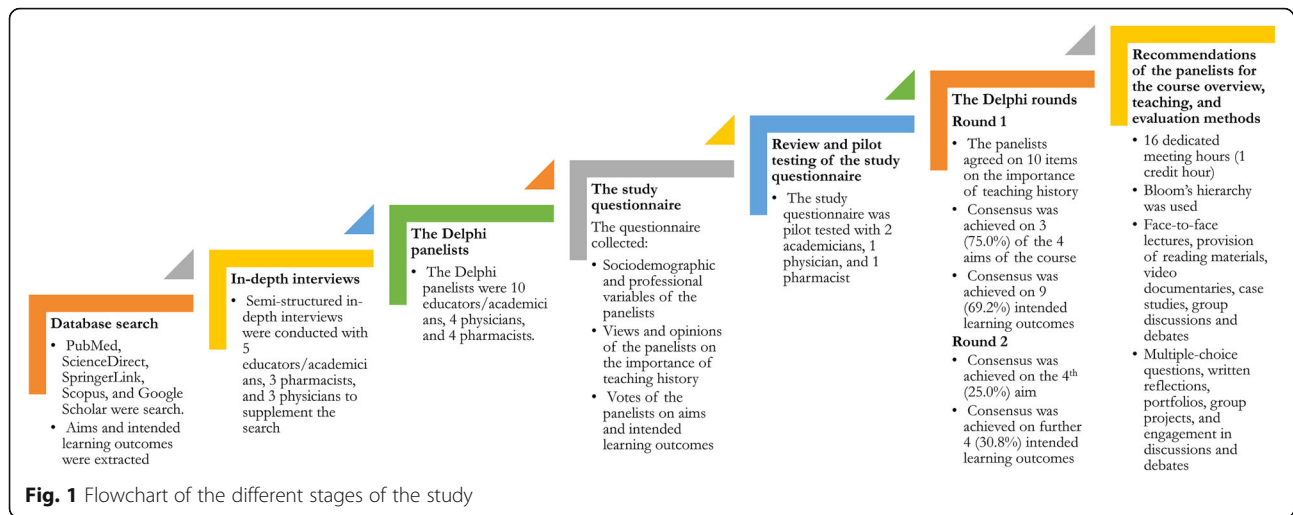 Database search
• PubMed,
ScienceDirect,
SpringerLink,
Scopus, and Google
Scholar were search.
• Aims and intended
learning outcomes
were extracted
In-depth interviews
• Semi-structured in-
depth interviews
were conducted with
5
educators/academici
ans, 3 pharmacists,
and 3 physicians to
supplement the
search
The Delphi
panelists
• The Delphi
panelists were 10
educators/academici
ans, 4 physicians,
and 4 pharmacists.
The study
questionnaire
The questionnaire
collected:
• Sociodemographic
and professional
variables of the
panelists
• Views and opinions
of the panelists on
the importance of
teaching history
• Votes of the
panelists on aims
and intended
learning outcomes
Review and pilot
testing of the study
questionnaire
• The study
questionnaire was
pilot tested with 2
academicians, 1
physician, and 1
pharmacist
The Delphi rounds
Round 1
• The panelists
agreed on 10 items
on the importance
of teaching history
• Consensus was
achieved on 3
(75.0%) of the 4
aims of the course
• Consensus was
achieved on 9
(69.2%) intended
learning outcomes
Round 2
• Consensus was
achieved on the 4th
(25.0%) aim
• Consensus was
achieved on further
4 (30.8%) intended
learning outcomes
Recommendations
of the panelists for
the course overview,
teaching, and
evaluation methods
• 16 dedicated
meeting hours (1
credit hour)
• Bloom's hierarchy
was used
• Face-to-face
lectures, provision
of reading materials,
video
documentaries, case
studies, group
discussions and
debates
• Multiple-choice
questions, written
reflections,
portfolios, group
projects, and
engagement in
discussions and
debates
Fig. 1 Flowchart of the different stages of the study